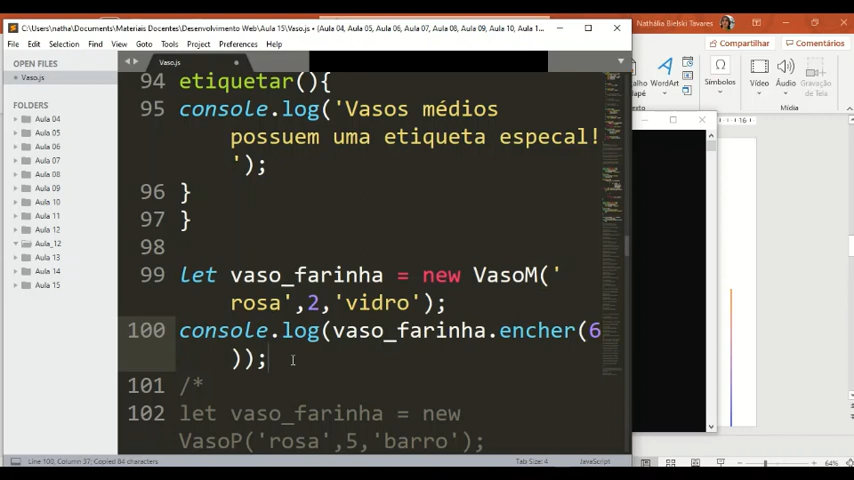 C:\Users\natha\Documents\Materiais Docentes\Desenvolvimento Web\Aula 15\Vaso.js • (Aula 04, Aula 05, Aula 06, Aula 07, Aula 08, Aula 09, Aula 10, Aula 1...
Nathália Bielski Tavares
File Edit Selection Find View Goto Tools Project Preferences Help
Compartilhar Comentários
OPEN FILES
Vaso.js
Vaso.js
FOLDERS
Aula 04
Aula 05
Aula 06
Aula 07
Aula 08
Aula 09
Aula 10
Aula 11
Aula_12
Aula 13
Aula 14
Aula 15
94 etiquetar(){
95 console.log('Vasos médios
possuem uma etiqueta especal!
');
96 }
97 }
98
99 let vaso_farinha = new VasoM('
rosa',2,'vidro');
100 console.log(vaso_farinha.encher(6
));
101 /*
102 let vaso_farinha = new
VasoP('rosa',5,'barro');
WordArt
Símbolos
Vídeo Áudio Gravação
de Tela
Mídia
16
Line 100, Column 37; Copied 84 characters
Tab Size: 4
JavaScript
64%